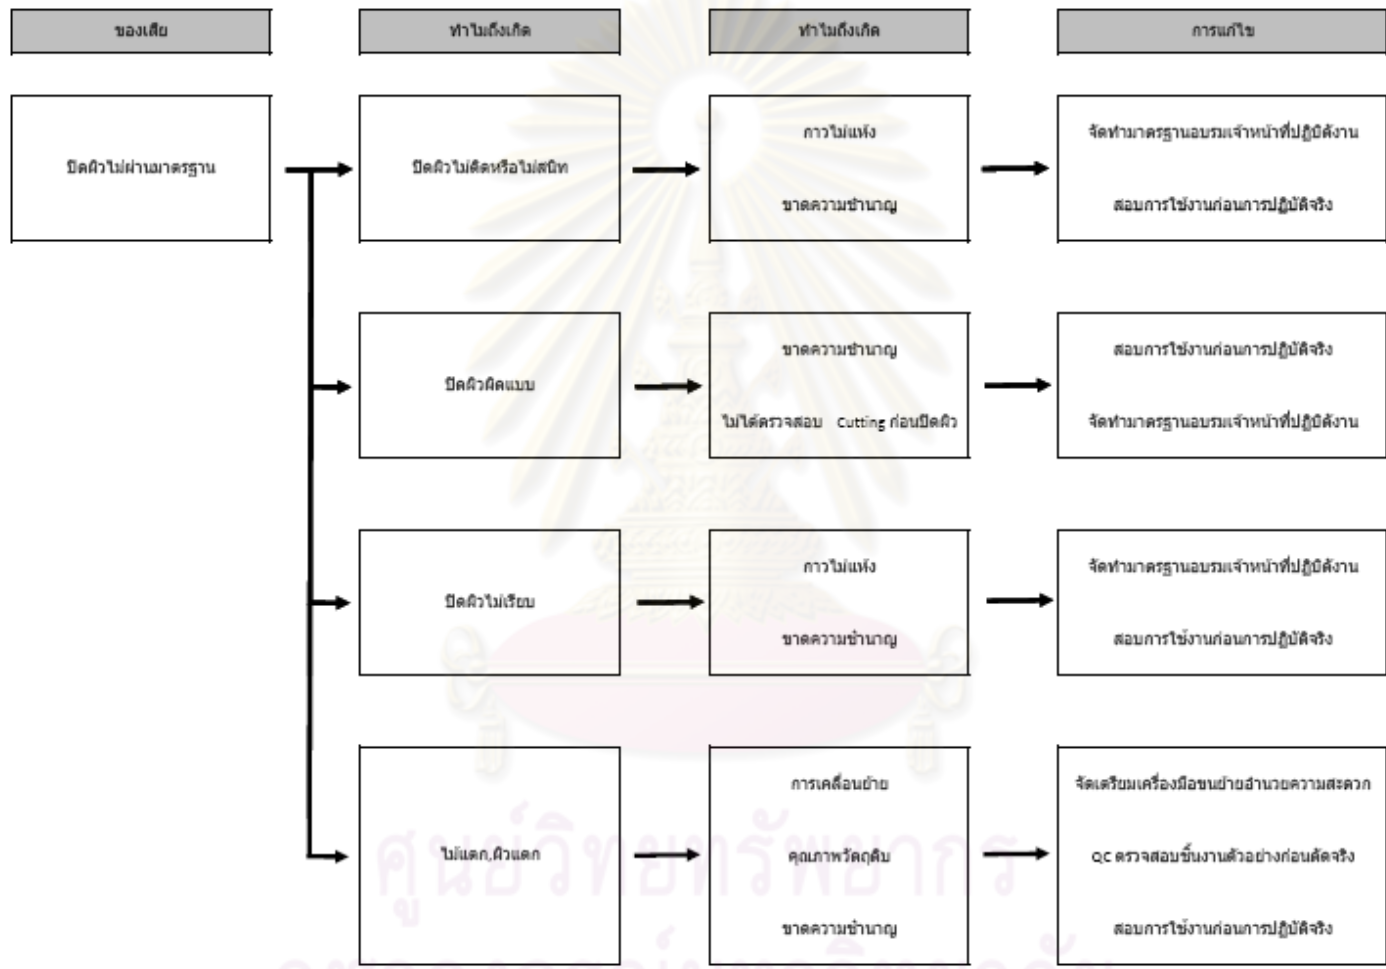 ของเสีย
ทำไมถึงเกิด
ทำไมถึงเกิด
การแก้ไข
ปิดผิวไม่ผ่านมาตรฐาน
ปิดผิวไม่ติดหรือไม่สนิท
กาวไม่แห้ง
ขาดความชำนาญ
จัดทำมาตรฐานอบรมเจ้าหน้าที่ปฏิบัติงาน
สอบการใช้งานก่อนการปฏิบัติจริง
ปิดผิวผิดแบบ
ขาดความชำนาญ
ไม่ได้ตรวจสอบ Cutting ก่อนปิดผิว
สอบการใช้งานก่อนการปฏิบัติจริง
จัดทำมาตรฐานอบรมเจ้าหน้าที่ปฏิบัติงาน
ปิดผิวไม่เรียบ
กาวไม่แห้ง
ขาดความชำนาญ
จัดทำมาตรฐานอบรมเจ้าหน้าที่ปฏิบัติงาน
สอบการใช้งานก่อนการปฏิบัติจริง
ไม้แตก,ผิวแตก
การเคลื่อนย้าย
คุณภาพวัตถุดิบ
ขาดความชำนาญ
จัดเตรียมเครื่องมือขนย้ายอำนวยความสะดวก
QC ตรวจสอบชิ้นงานตัวอย่างก่อนตัดจริง
สอบการใช้งานก่อนการปฏิบัติจริง
ศูนย์วิทยทรัพยากร